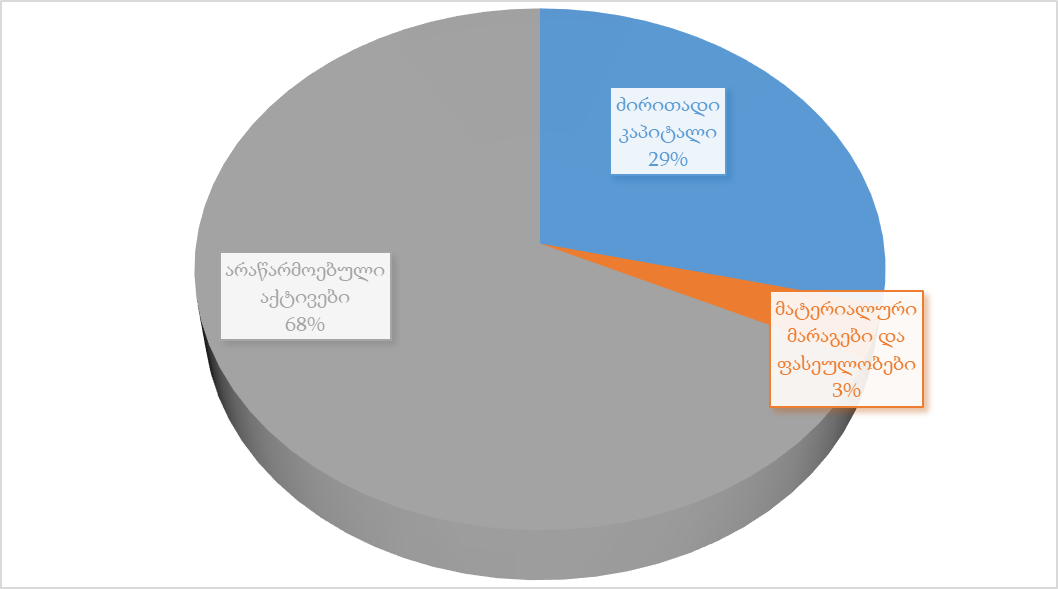 ძირითადი
კაპიტალი
29%
არაწარმოებული
აქტივები
68%
მატერიალური
მარაგები და
ფასეულობები
3%